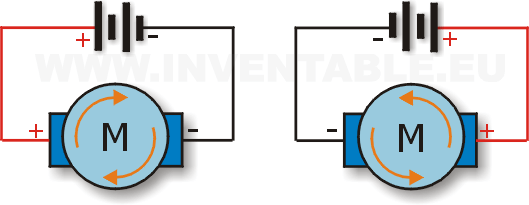 + - - +
WWW.INVENTABLE.EU
+ M - - M +